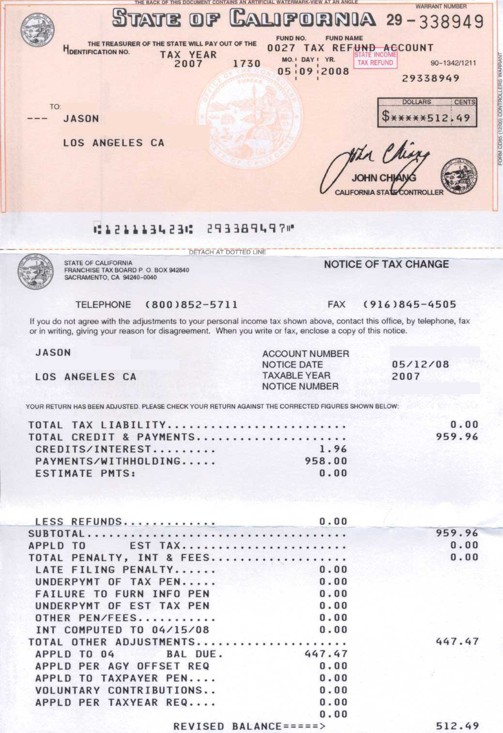 THE BACK OF THIS DOCUMENT CONTAINS AN ARTIFICIAL WATERMARK-VIEW AT AN ANGLE
WARRANT NUMBER
STATE OF CALIFORNIA 29-338949
THE TREASURER OF THE STATE WILL PAY OUT OF THE
FUND NO. FUND NAME
0027 TAX REFUND ACCOUNT
IDENTIFICATION NO.
TAX YEAR
2007 1730
MO. DAY YR.
05 09 2008
STATE INCOME
TAX REFUND
90-1342/1211
29338949
DOLLARS CENTS
$*****512.49
TO:
--- JASON
LOS ANGELES CA
John Chiang
JOHN CHIANG
CALIFORNIA STATE CONTROLLER
⑆121113423⑆ 293389497⑈
DETACH AT DOTTED LINE
STATE OF CALIFORNIA
FRANCHISE TAX BOARD P. O. BOX 942840
SACRAMENTO, CA 94240-0040
NOTICE OF TAX CHANGE
TELEPHONE (800)852-5711 FAX (916)845-4505
If you do not agree with the adjustments to your personal income tax shown above, contact this office, by telephone, fax
or in writing, giving your reason for disagreement. When you write or fax, enclose a copy of this notice.
JASON
LOS ANGELES CA
ACCOUNT NUMBER
NOTICE DATE 05/12/08
TAXABLE YEAR 2007
NOTICE NUMBER
YOUR RETURN HAS BEEN ADJUSTED. PLEASE CHECK YOUR RETURN AGAINST THE CORRECTED FIGURES SHOWN BELOW:
TOTAL TAX LIABILITY......................... 0.00
TOTAL CREDIT & PAYMENTS..................... 959.96
CREDITS/INTEREST......... 1.96
PAYMENTS/WITHHOLDING..... 958.00
ESTIMATE PMTS: 0.00
LESS REFUNDS............. 0.00
SUBTOTAL.................................... 959.96
APPLD TO EST TAX....................... 0.00
TOTAL PENALTY, INT & FEES................... 0.00
LATE FILING PENALTY...... 0.00
UNDERPYMT OF TAX PEN..... 0.00
FAILURE TO FURN INFO PEN 0.00
UNDERPYMT OF EST TAX PEN 0.00
OTHER PEN/FEES........... 0.00
INT COMPUTED TO 04/15/08 0.00
TOTAL OTHER ADJUSTMENTS..................... 447.47
APPLD TO 04 BAL DUE. 447.47
APPLD PER AGY OFFSET REQ 0.00
APPLD TO TAXPAYER PEN.... 0.00
VOLUNTARY CONTRIBUTIONS.. 0.00
APPLD PER TAXYEAR REQ.... 0.00
0.00
REVISED BALANCE=====> 512.49